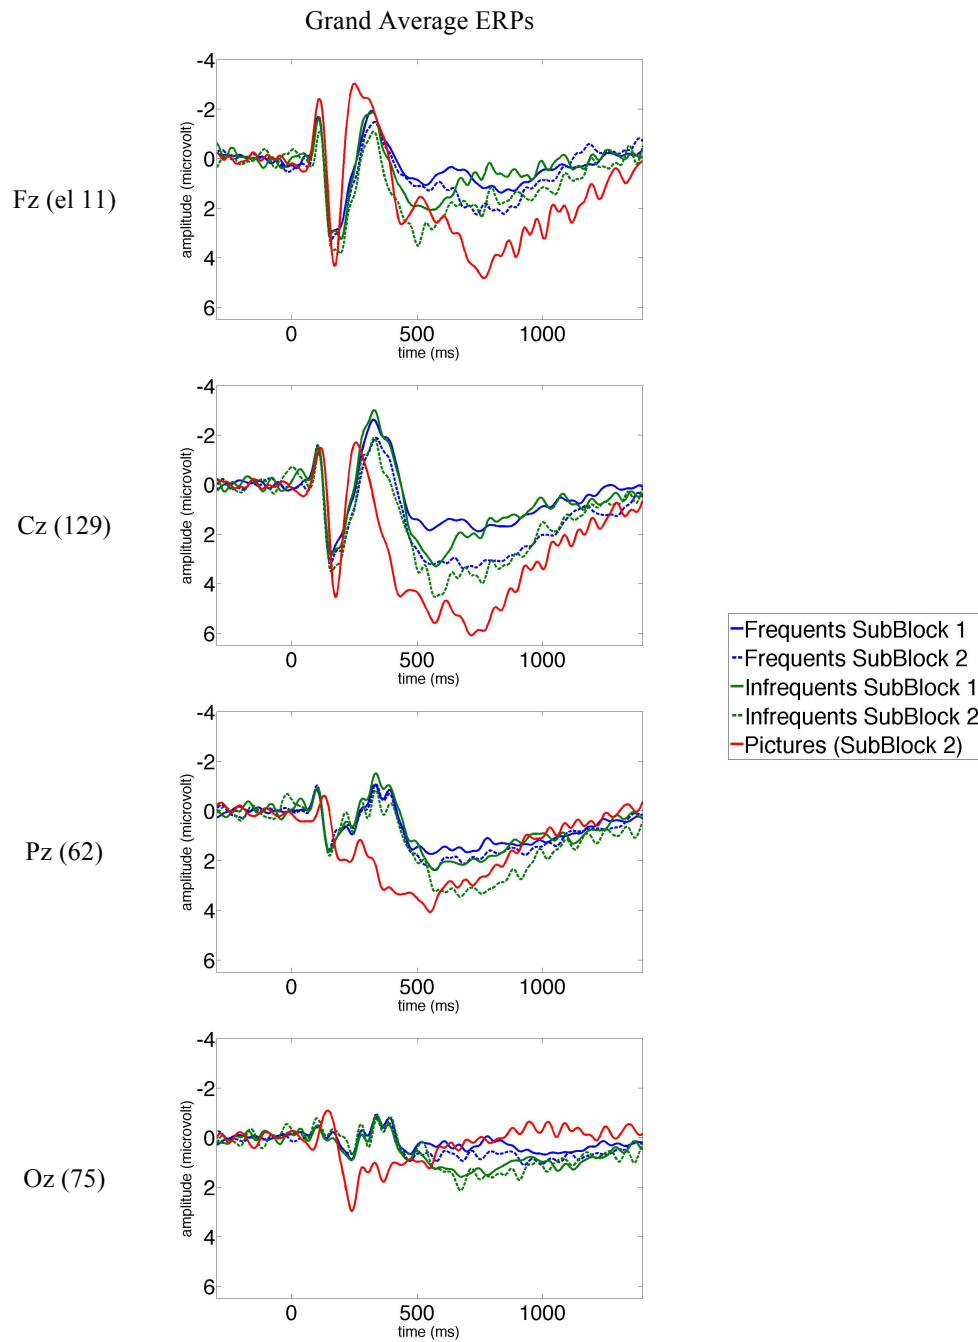 Grand Average ERPs
Fz (el 11)
amplitude (microvolt)
-4
-2
0
2
4
6
0
500
1000
time (ms)
Cz (129)
amplitude (microvolt)
-4
-2
0
2
4
6
0
500
1000
time (ms)
Frequents SubBlock 1
Frequents SubBlock 2
Infrequents SubBlock 1
Infrequents SubBlock 2
Pictures (SubBlock 2)
Pz (62)
amplitude (microvolt)
-4
-2
0
2
4
6
0
500
1000
time (ms)
Oz (75)
amplitude (microvolt)
-4
-2
0
2
4
6
0
500
1000
time (ms)